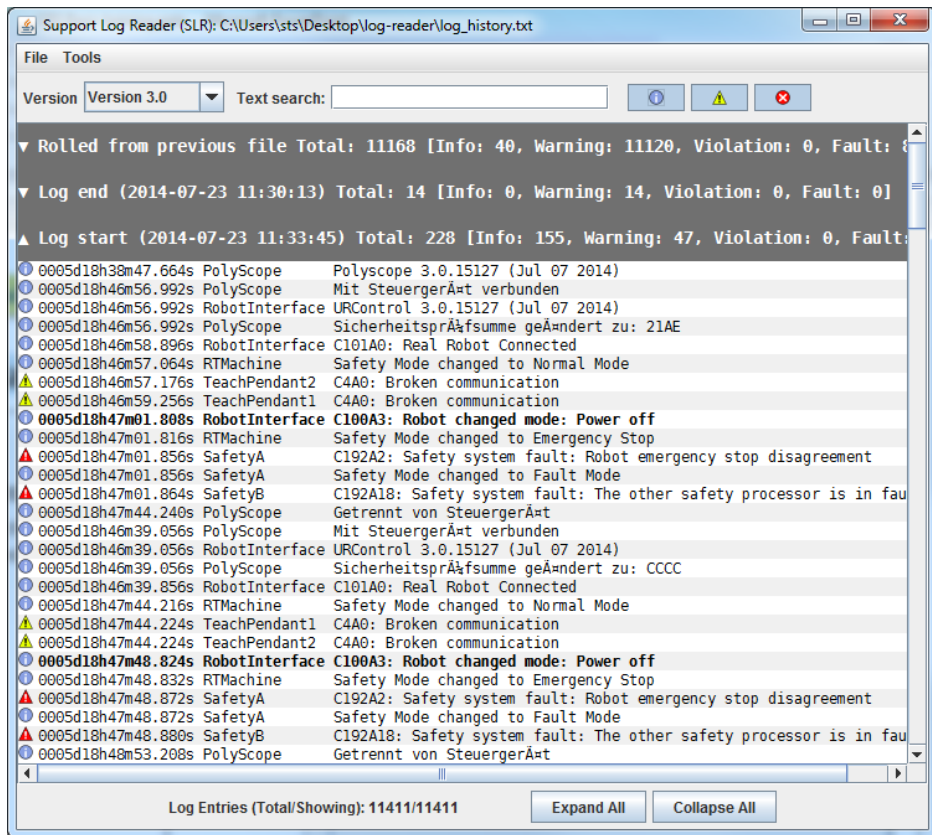 Support Log Reader (SLR): C:\Users\sts\Desktop\log-reader\log_history.txt
File Tools
Version Version 3.0 Text search:
▼ Rolled from previous file Total: 11168 [Info: 40, Warning: 11120, Violation: 0, Fault:
▼ Log end (2014-07-23 11:30:13) Total: 14 [Info: 0, Warning: 14, Violation: 0, Fault: 0]
▲ Log start (2014-07-23 11:33:45) Total: 228 [Info: 155, Warning: 47, Violation: 0, Fault:
0005d18h38m47.664s PolyScope Polyscope 3.0.15127 (Jul 07 2014)
0005d18h46m56.992s PolyScope Mit SteuergerÃ¤t verbunden
0005d18h46m56.992s RobotInterface URControl 3.0.15127 (Jul 07 2014)
0005d18h46m56.992s PolyScope SicherheitsprÃ¼fsumme geÃ¤ndert zu: 21AE
0005d18h46m58.896s RobotInterface C101A0: Real Robot Connected
0005d18h46m57.064s RTMachine Safety Mode changed to Normal Mode
0005d18h46m57.176s TeachPendant2 C4A0: Broken communication
0005d18h46m59.256s TeachPendant1 C4A0: Broken communication
0005d18h47m01.808s RobotInterface C100A3: Robot changed mode: Power off
0005d18h47m01.816s RTMachine Safety Mode changed to Emergency Stop
0005d18h47m01.856s SafetyA C192A2: Safety system fault: Robot emergency stop disagreement
0005d18h47m01.856s SafetyA Safety Mode changed to Fault Mode
0005d18h47m01.864s SafetyB C192A18: Safety system fault: The other safety processor is in fau
0005d18h47m44.240s PolyScope Getrennt von SteuergerÃ¤t
0005d18h46m39.056s PolyScope Mit SteuergerÃ¤t verbunden
0005d18h46m39.056s RobotInterface URControl 3.0.15127 (Jul 07 2014)
0005d18h46m39.056s PolyScope SicherheitsprÃ¼fsumme geÃ¤ndert zu: CCCC
0005d18h46m39.856s RobotInterface C101A0: Real Robot Connected
0005d18h47m44.216s RTMachine Safety Mode changed to Normal Mode
0005d18h47m44.224s TeachPendant1 C4A0: Broken communication
0005d18h47m44.224s TeachPendant2 C4A0: Broken communication
0005d18h47m48.824s RobotInterface C100A3: Robot changed mode: Power off
0005d18h47m48.832s RTMachine Safety Mode changed to Emergency Stop
0005d18h47m48.872s SafetyA C192A2: Safety system fault: Robot emergency stop disagreement
0005d18h47m48.872s SafetyA Safety Mode changed to Fault Mode
0005d18h47m48.880s SafetyB C192A18: Safety system fault: The other safety processor is in fau
0005d18h48m53.208s PolyScope Getrennt von SteuergerÃ¤t
Log Entries (Total/Showing): 11411/11411 Expand All Collapse All